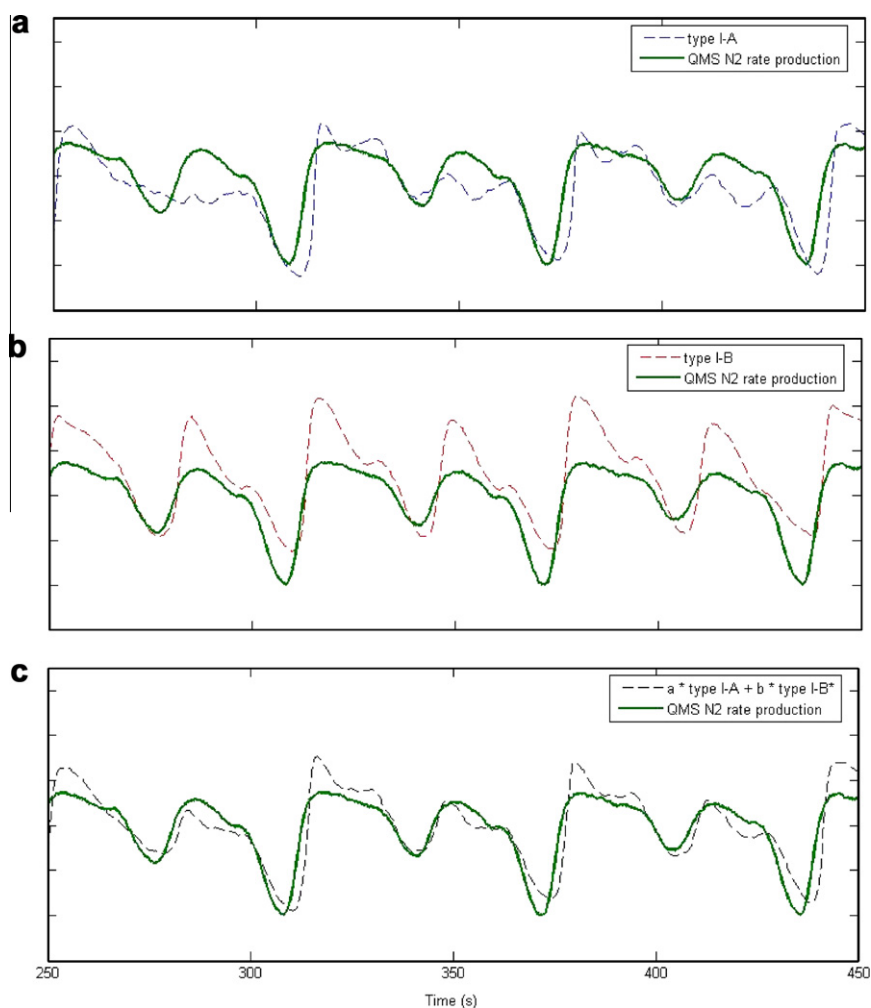 a
type I-A
QMS N2 rate production
b
type I-B
QMS N2 rate production
c
a * type I-A + b * type I-B*
QMS N2 rate production
250
300
350
400
450
Time (s)